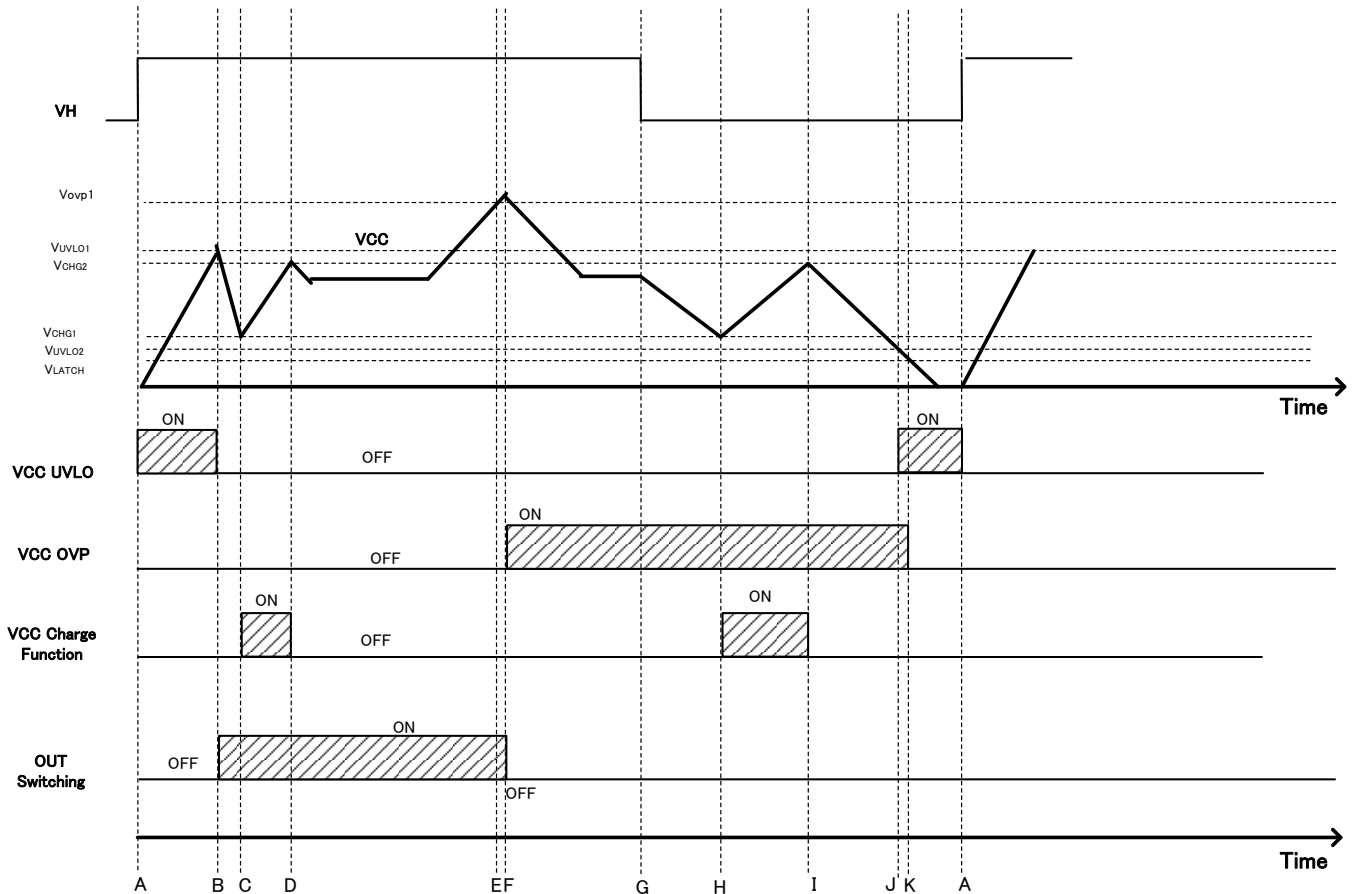 VH
Vovp1
VUVLO1
VCC
VCHG2
VCHG1
VUVLO2
VLATCH
Time
ON
ON
OFF
VCC UVLO
ON
OFF
VCC OVP
ON
ON
VCC Charge
Function
OFF
ON
OUT
Switching
OFF
OFF
Time
A B C D E F G H I J K A